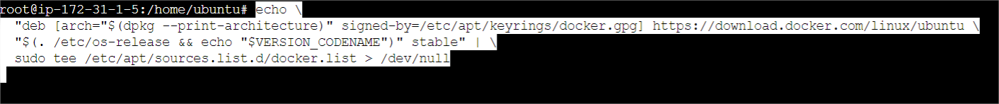 root@ip-172-31-1-5:/home/ubuntu# echo \
  "deb [arch="$(dpkg --print-architecture)" signed-by=/etc/apt/keyrings/docker.gpg] https://download.docker.com/linux/ubuntu \
  "$(. /etc/os-release && echo "$VERSION_CODENAME")" stable" | \
  sudo tee /etc/apt/sources.list.d/docker.list > /dev/null